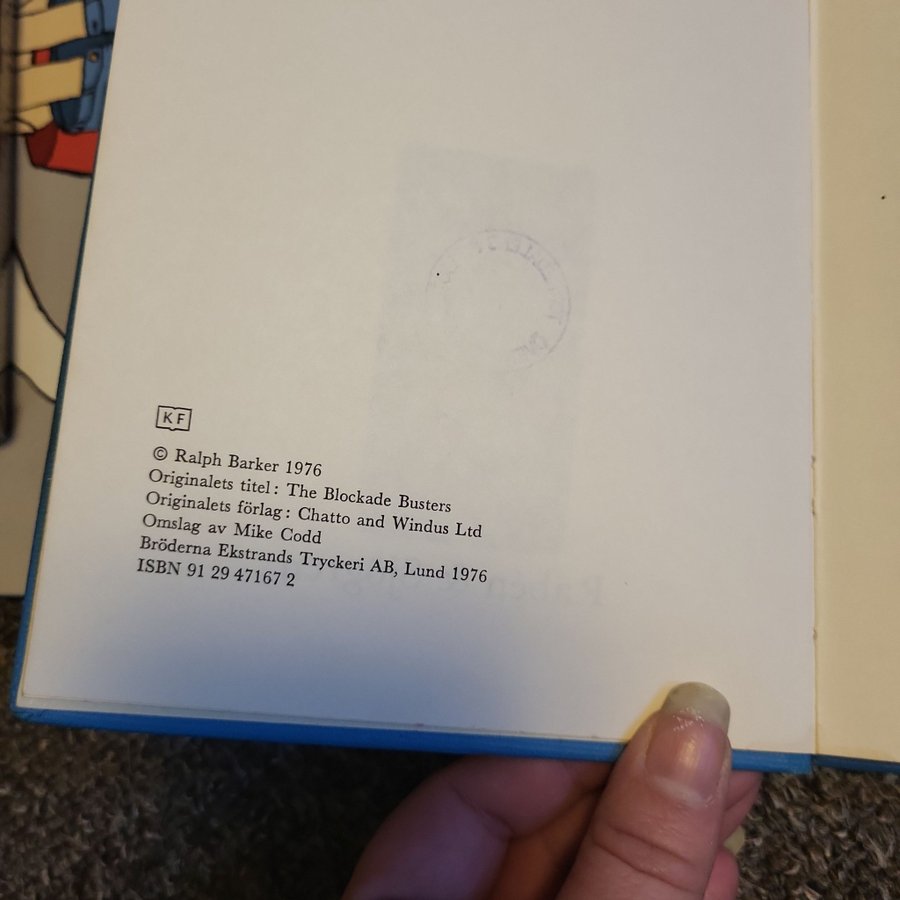 KF
© Ralph Barker 1976
Originalets titel: The Blockade Busters
Originalets förlag: Chatto and Windus Ltd
Omslag av Mike Codd
Bröderna Ekstrands Tryckeri AB, Lund 1976
ISBN 91 29 47167 2